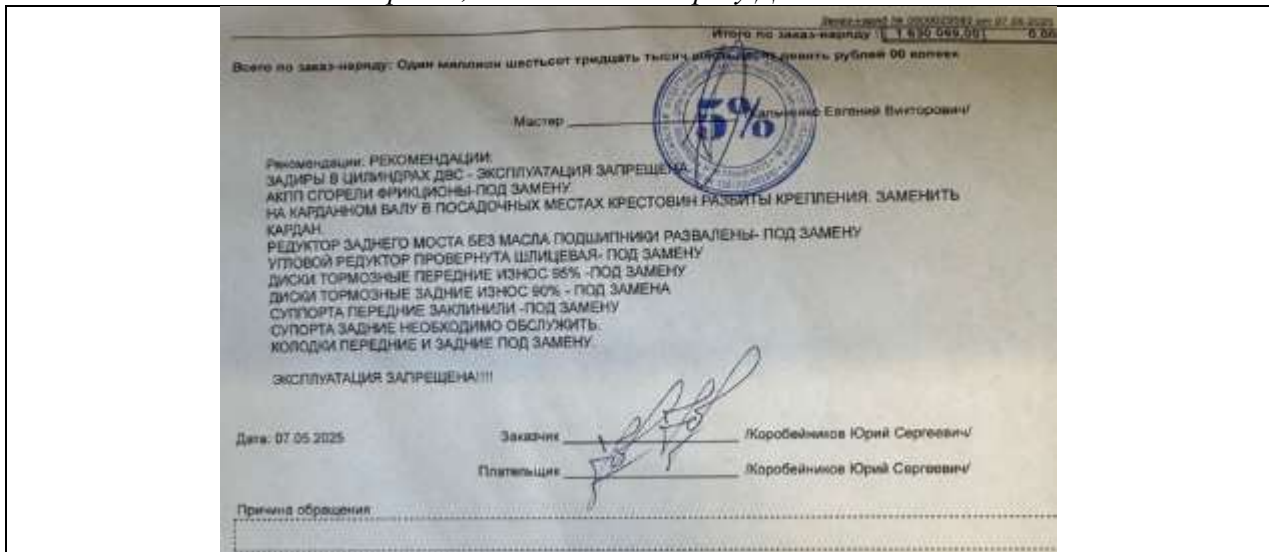 Итого по заказ-наряду: 1 630 069,00 0.00
Всего по заказ-наряду: Один миллион шестьсот тридцать тысяч девять рублей 00 копеек
5%
Мастер Евгений Викторович/
Рекомендации: РЕКОМЕНДАЦИИ:
ЗАДИРЫ В ЦИЛИНДРАХ ДВС - ЭКСПЛУАТАЦИЯ ЗАПРЕЩЕНА.
АКПП СГОРЕЛИ ФРИКЦИОНЫ-ПОД ЗАМЕНУ
НА КАРДАННОМ ВАЛУ В ПОСАДОЧНЫХ МЕСТАХ КРЕСТОВИН РАЗБИТЫ КРЕПЛЕНИЯ. ЗАМЕНИТЬ
КАРДАН.
РЕДУКТОР ЗАДНЕГО МОСТА БЕЗ МАСЛА ПОДШИПНИКИ РАЗВАЛЕНЫ- ПОД ЗАМЕНУ
УГЛОВОЙ РЕДУКТОР ПРОВЕРНУТА ШЛИЦЕВАЯ- ПОД ЗАМЕНУ
ДИСКИ ТОРМОЗНЫЕ ПЕРЕДНИЕ ИЗНОС 95% -ПОД ЗАМЕНУ
ДИСКИ ТОРМОЗНЫЕ ЗАДНИЕ ИЗНОС 90% - ПОД ЗАМЕНА
СУППОРТА ПЕРЕДНИЕ ЗАКЛИНИЛИ -ПОД ЗАМЕНУ
СУПОРТА ЗАДНИЕ НЕОБХОДИМО ОБСЛУЖИТЬ.
КОЛОДКИ ПЕРЕДНИЕ И ЗАДНИЕ ПОД ЗАМЕНУ.
ЭКСПЛУАТАЦИЯ ЗАПРЕЩЕНА!!!!
Дата: 07.05.2025 Заказчик /Коробейников Юрий Сергеевич/
Плательщик /Коробейников Юрий Сергеевич/
Причина обращения